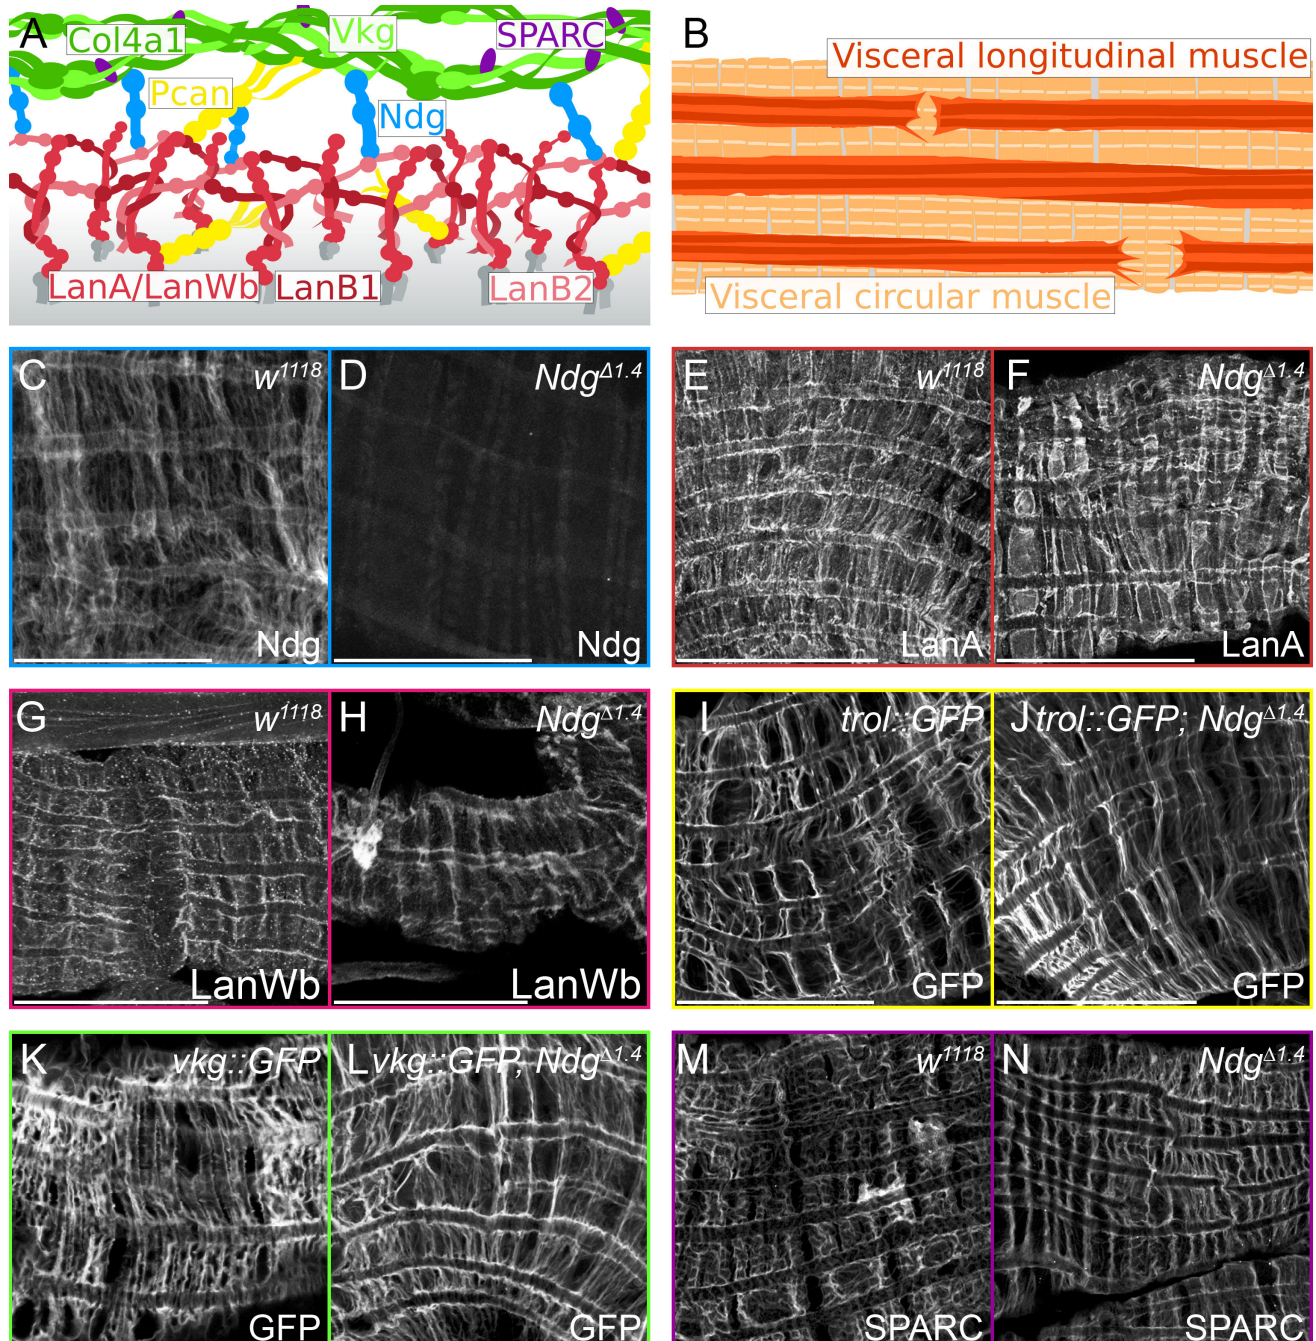 A
Col4a1
Vkg
SPARC
Pcan
Ndg
LanA/LanWb
LanB1
LanB2
B
Visceral longitudinal muscle
Visceral circular muscle
C
w1118
Ndg
D
NdgΔ1.4
Ndg
E
w1118
LanA
F
NdgΔ1.4
LanA
G
w1118
LanWb
H
NdgΔ1.4
LanWb
I
trol::GFP
GFP
J
trol::GFP; NdgΔ1.4
GFP
K
vkg::GFP
GFP
L
vkg::GFP; NdgΔ1.4
GFP
M
w1118
SPARC
N
NdgΔ1.4
SPARC